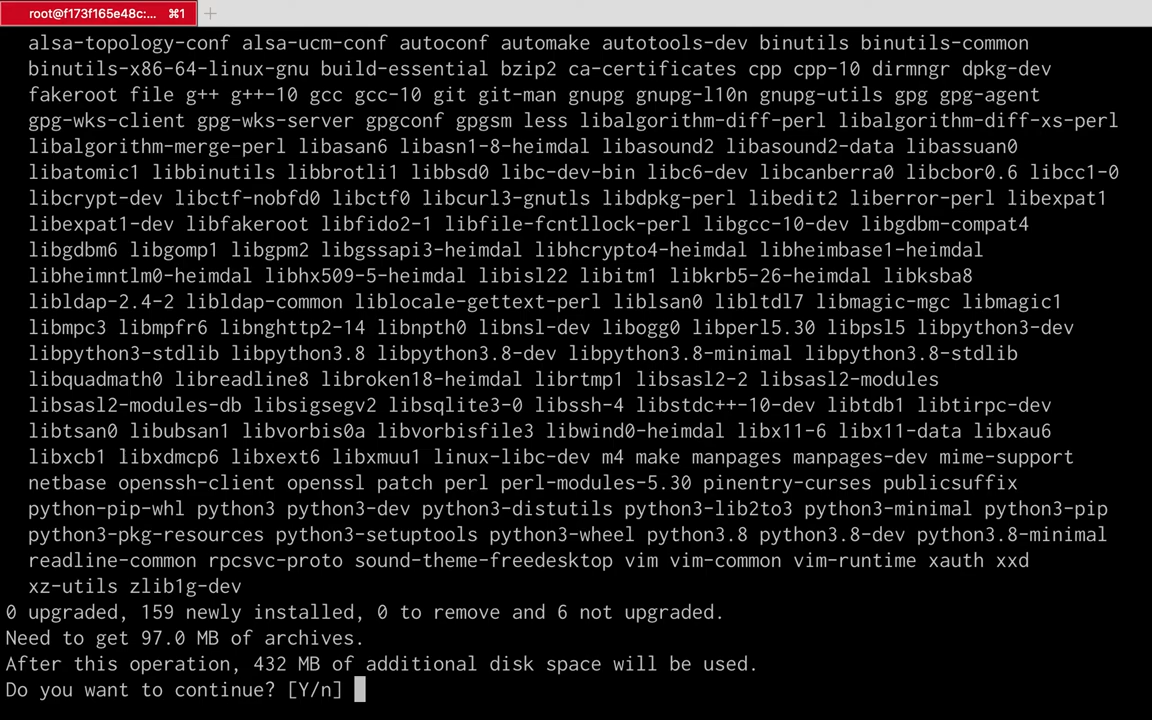 root@f173f165e48c:... ⌘1
alsa-topology-conf alsa-ucm-conf autoconf automake autotools-dev binutils binutils-common
binutils-x86-64-linux-gnu build-essential bzip2 ca-certificates cpp cpp-10 dirmngr dpkg-dev
fakeroot file g++ g++-10 gcc gcc-10 git git-man gnupg gnupg-l10n gnupg-utils gpg gpg-agent
gpg-wks-client gpg-wks-server gpgconf gpgsm less libalgorithm-diff-perl libalgorithm-diff-xs-perl
libalgorithm-merge-perl libasan6 libasn1-8-heimdal libasound2 libasound2-data libassuan0
libatomic1 libbinutils libbrotli1 libbsd0 libc-dev-bin libc6-dev libcanberra0 libcbor0.6 libcc1-0
libcrypt-dev libctf-nobfd0 libctf0 libcurl3-gnutls libdpkg-perl libedit2 liberror-perl libexpat1
libexpat1-dev libfakeroot libfido2-1 libfile-fcntllock-perl libgcc-10-dev libgdbm-compat4
libgdbm6 libgomp1 libgpm2 libgssapi3-heimdal libhcrypto4-heimdal libheimbase1-heimdal
libheimntlm0-heimdal libhx509-5-heimdal libisl22 libitm1 libkrb5-26-heimdal libksba8
libldap-2.4-2 libldap-common liblocale-gettext-perl liblsan0 libltdl7 libmagic-mgc libmagic1
libmpc3 libmpfr6 libnghttp2-14 libnpth0 libnsl-dev libogg0 libperl5.30 libpsl5 libpython3-dev
libpython3-stdlib libpython3.8 libpython3.8-dev libpython3.8-minimal libpython3.8-stdlib
libquadmath0 libreadline8 libroken18-heimdal librtmp1 libsasl2-2 libsasl2-modules
libsasl2-modules-db libsigsegv2 libsqlite3-0 libssh-4 libstdc++-10-dev libtdb1 libtirpc-dev
libtsan0 libubsan1 libvorbis0a libvorbisfile3 libwind0-heimdal libx11-6 libx11-data libxau6
libxcb1 libxdmcp6 libxext6 libxmuu1 linux-libc-dev m4 make manpages manpages-dev mime-support
netbase openssh-client openssl patch perl perl-modules-5.30 pinentry-curses publicsuffix
python-pip-whl python3 python3-dev python3-distutils python3-lib2to3 python3-minimal python3-pip
python3-pkg-resources python3-setuptools python3-wheel python3.8 python3.8-dev python3.8-minimal
readline-common rpcsvc-proto sound-theme-freedesktop vim vim-common vim-runtime xauth xxd
xz-utils zlib1g-dev
0 upgraded, 159 newly installed, 0 to remove and 6 not upgraded.
Need to get 97.0 MB of archives.
After this operation, 432 MB of additional disk space will be used.
Do you want to continue? [Y/n]